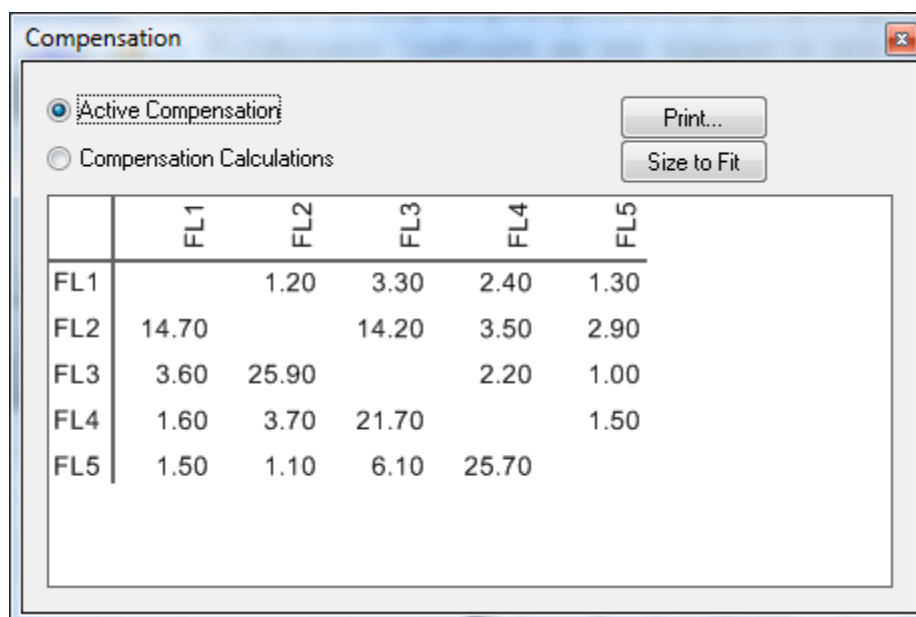 Compensation
Active Compensation
Print...
Compensation Calculations
Size to Fit
FL1 FL2 FL3 FL4 FL5
FL1 1.20 3.30 2.40 1.30
FL2 14.70 14.20 3.50 2.90
FL3 3.60 25.90 2.20 1.00
FL4 1.60 3.70 21.70 1.50
FL5 1.50 1.10 6.10 25.70